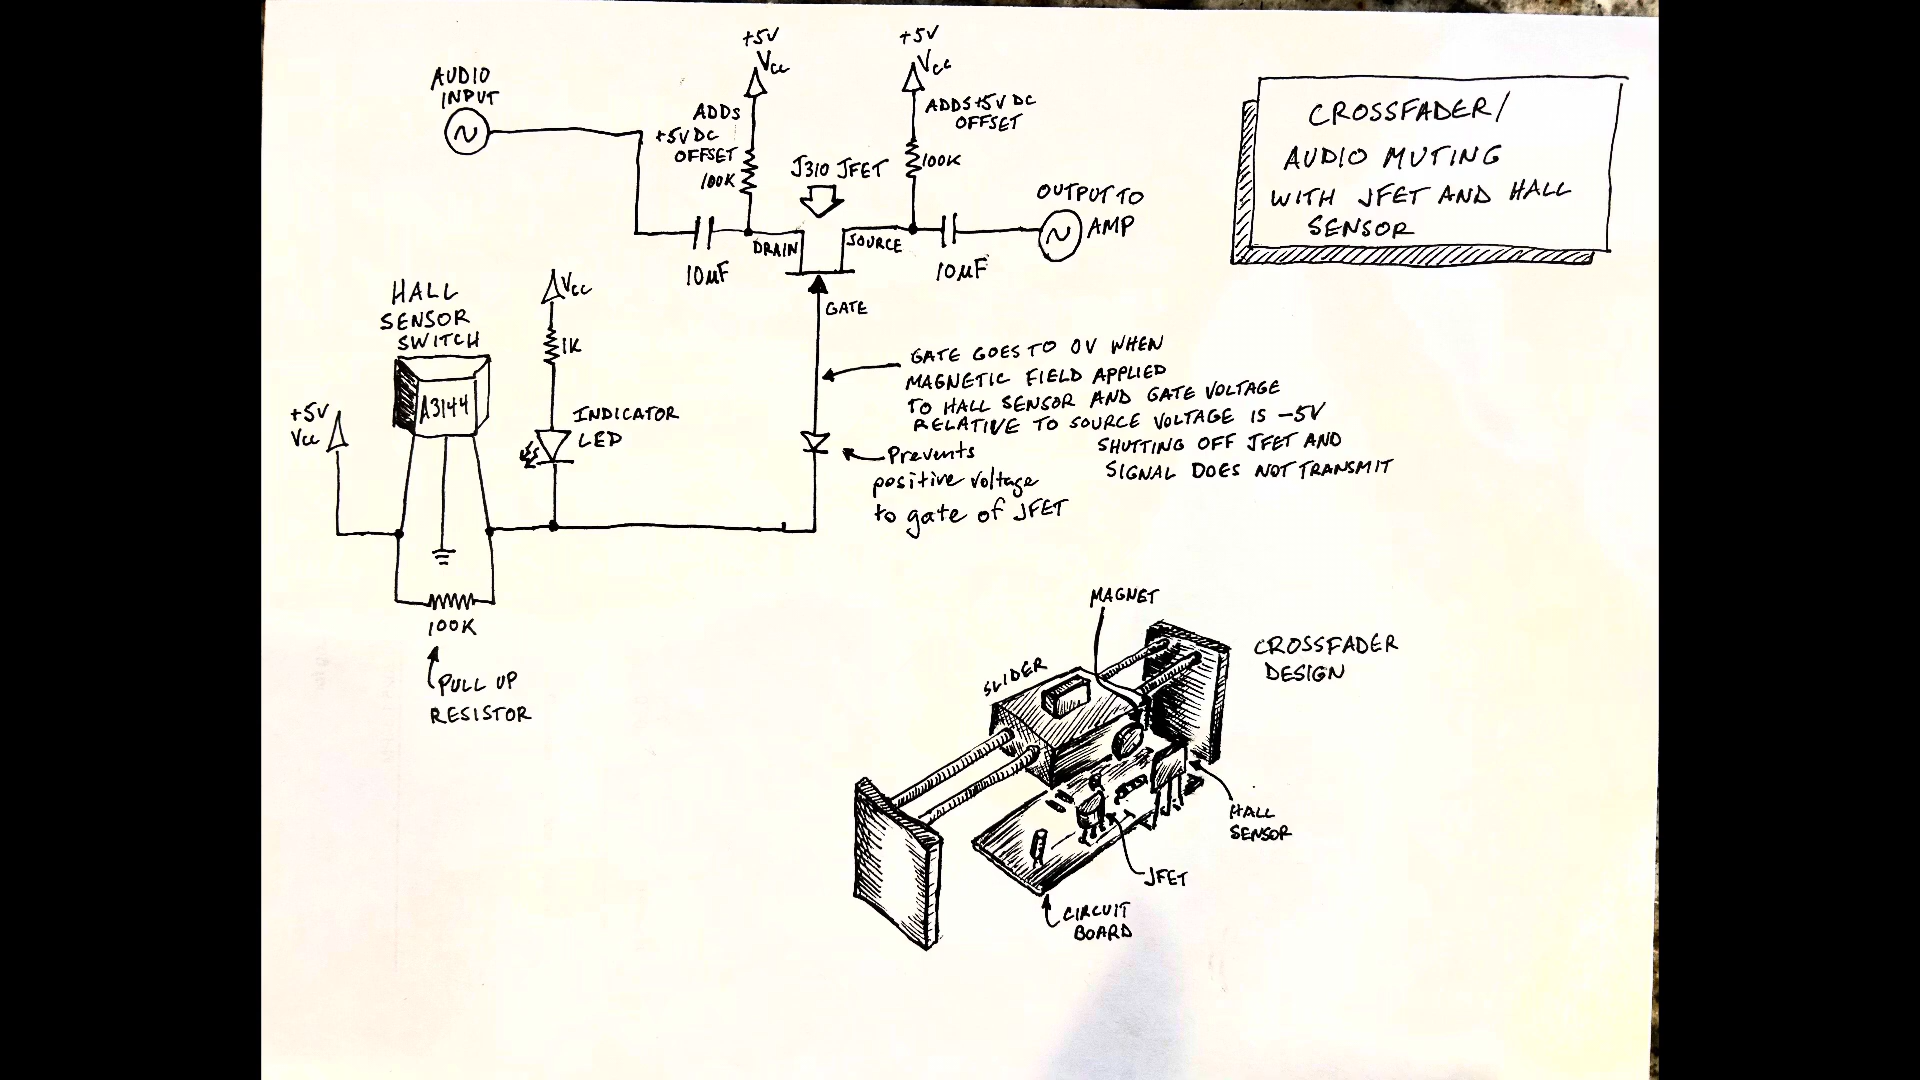 CROSSFADER/
AUDIO MUTING
WITH JFET AND HALL
SENSOR
AUDIO
INPUT
+5V
Vcc
ADDS
+5V DC
OFFSET
100K
J310 JFET
+5V
Vcc
ADDS +5V DC
OFFSET
100K
OUTPUT TO
AMP
10µF
DRAIN
SOURCE
10µF
GATE
HALL
SENSOR
SWITCH
A3144
+5V
Vcc
Vcc
1K
INDICATOR
LED
GATE GOES TO 0V WHEN
MAGNETIC FIELD APPLIED
TO HALL SENSOR AND GATE VOLTAGE
RELATIVE TO SOURCE VOLTAGE IS -5V
SHUTTING OFF JFET AND
SIGNAL DOES NOT TRANSMIT
Prevents
positive voltage
to gate of JFET
100K
PULL UP
RESISTOR
MAGNET
SLIDER
CROSSFADER
DESIGN
HALL
SENSOR
JFET
CIRCUIT
BOARD